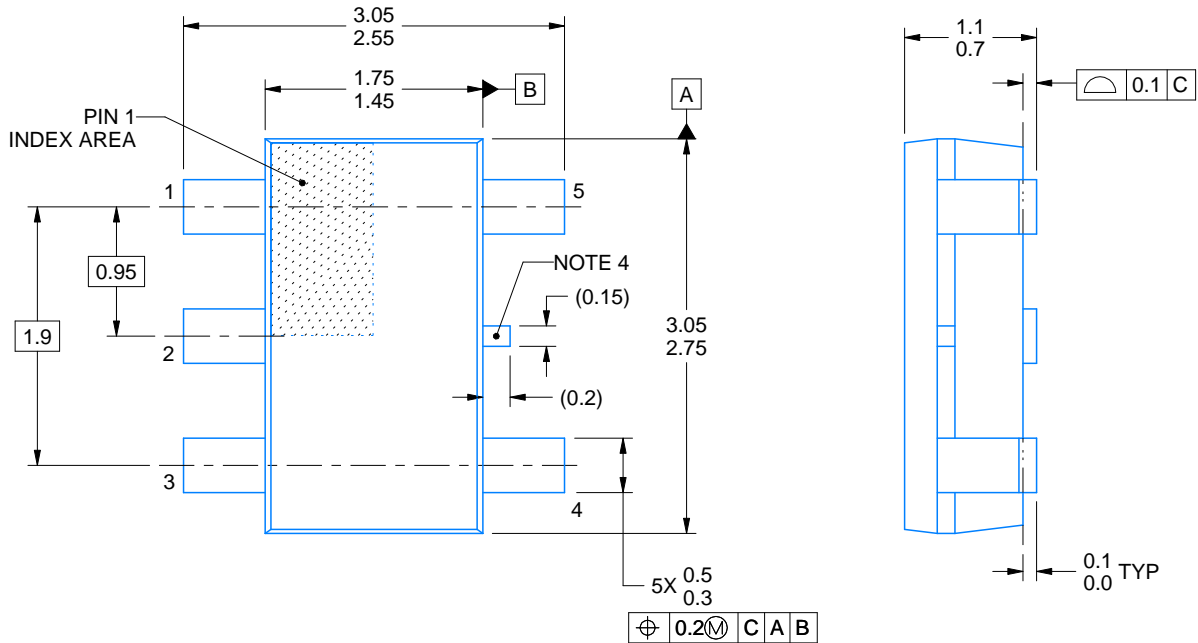 3.05
2.55
1.75
1.45
B
A
1.1
0.7
0.1 C
PIN 1
INDEX AREA
1
5
0.95
NOTE 4
(0.15)
1.9
3.05
2.75
2
(0.2)
3
4
5X 0.5
0.3
0.2Ⓜ C A B
0.1
0.0 TYP